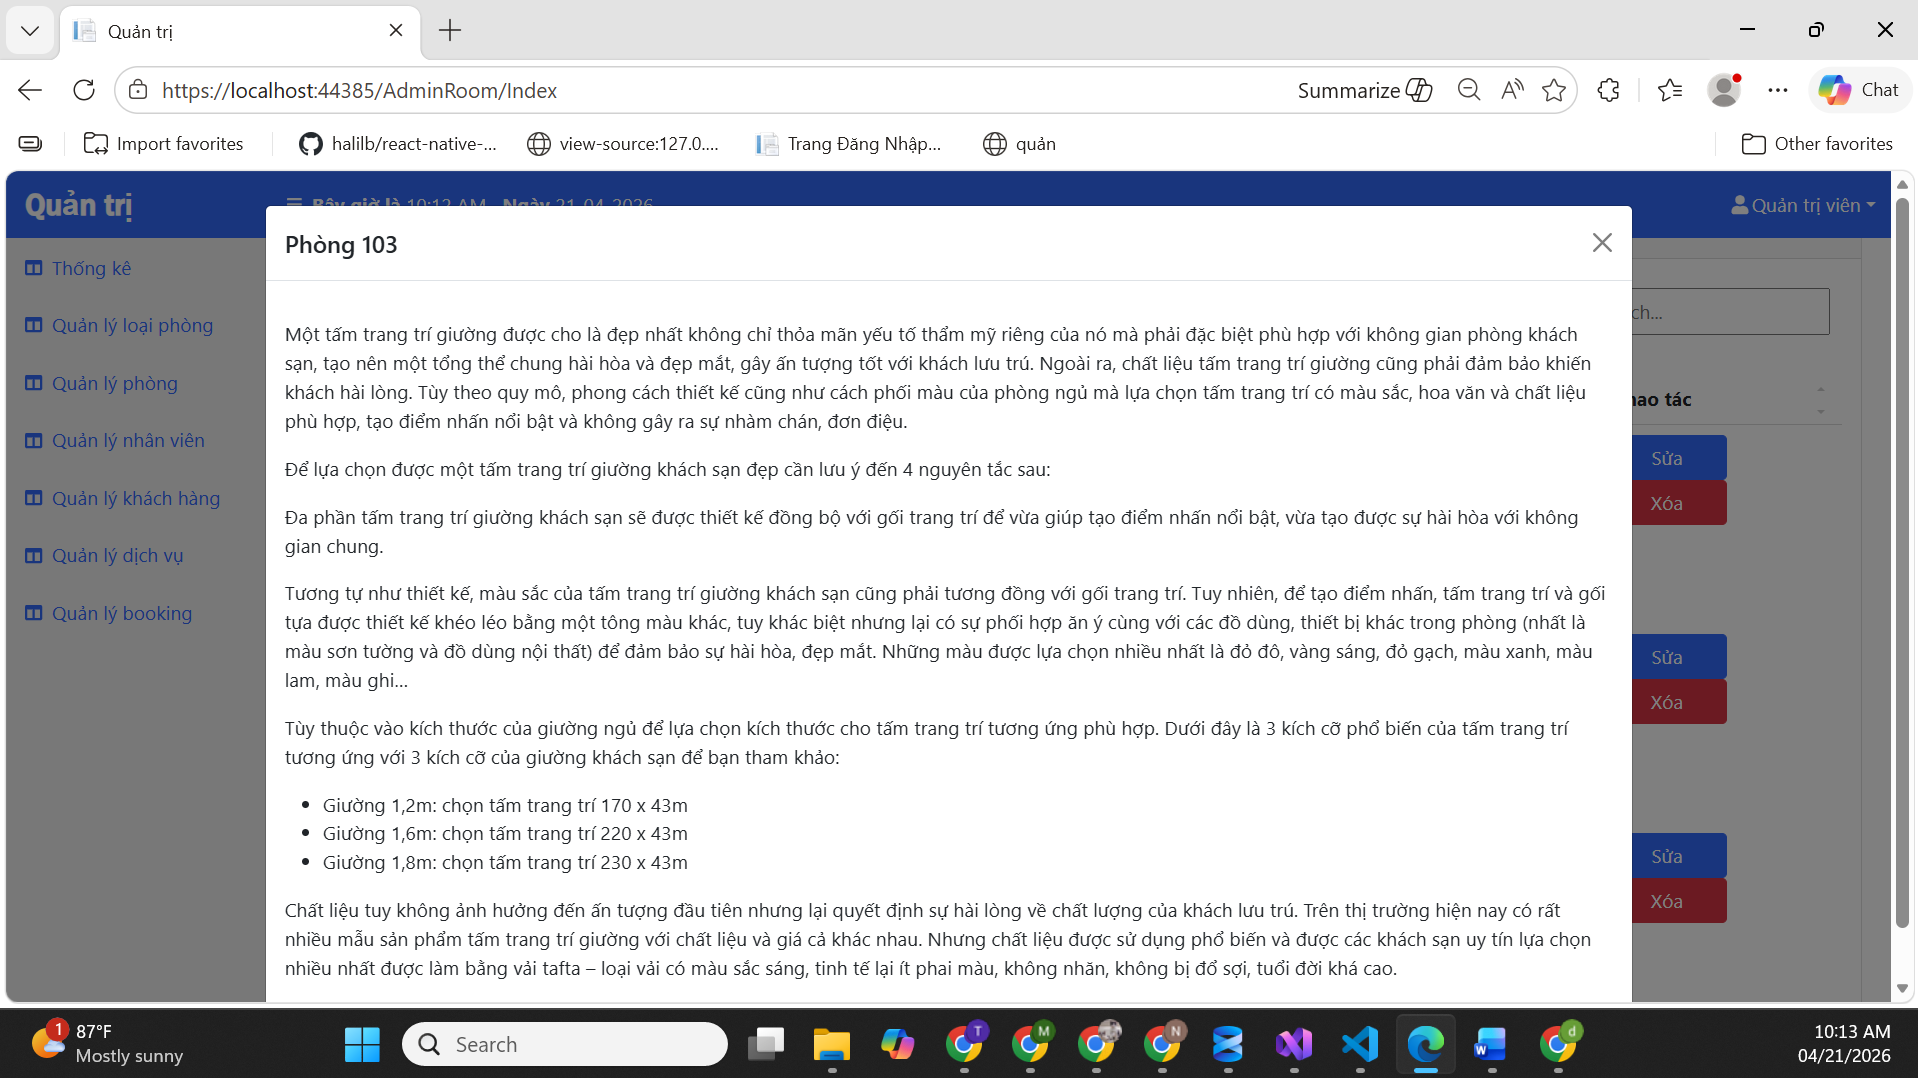 Quản trị
https://localhost:44385/AdminRoom/Index
Summarize
Chat
Import favorites
halilb/react-native-...
view-source:127.0....
Trang Đăng Nhập...
quản
Other favorites
Quản trị
Quản trị viên
Phòng 103
Thống kê
Quản lý loại phòng
Quản lý phòng
Quản lý nhân viên
Quản lý khách hàng
Quản lý dịch vụ
Quản lý booking
Một tấm trang trí giường được cho là đẹp nhất không chỉ thỏa mãn yếu tố thẩm mỹ riêng của nó mà phải đặc biệt phù hợp với không gian phòng khách
sạn, tạo nên một tổng thể chung hài hòa và đẹp mắt, gây ấn tượng tốt với khách lưu trú. Ngoài ra, chất liệu tấm trang trí giường cũng phải đảm bảo khiến
khách hài lòng. Tùy theo quy mô, phong cách thiết kế cũng như cách phối màu của phòng ngủ mà lựa chọn tấm trang trí có màu sắc, hoa văn và chất liệu
phù hợp, tạo điểm nhấn nổi bật và không gây ra sự nhàm chán, đơn điệu.
Để lựa chọn được một tấm trang trí giường khách sạn đẹp cần lưu ý đến 4 nguyên tắc sau:
Đa phần tấm trang trí giường khách sạn sẽ được thiết kế đồng bộ với gối trang trí để vừa giúp tạo điểm nhấn nổi bật, vừa tạo được sự hài hòa với không
gian chung.
Tương tự như thiết kế, màu sắc của tấm trang trí giường khách sạn cũng phải tương đồng với gối trang trí. Tuy nhiên, để tạo điểm nhấn, tấm trang trí và gối
tựa được thiết kế khéo léo bằng một tông màu khác, tuy khác biệt nhưng lại có sự phối hợp ăn ý cùng với các đồ dùng, thiết bị khác trong phòng (nhất là
màu sơn tường và đồ dùng nội thất) để đảm bảo sự hài hòa, đẹp mắt. Những màu được lựa chọn nhiều nhất là đỏ đô, vàng sáng, đỏ gạch, màu xanh, màu
lam, màu ghi...
Tùy thuộc vào kích thước của giường ngủ để lựa chọn kích thước cho tấm trang trí tương ứng phù hợp. Dưới đây là 3 kích cỡ phổ biến của tấm trang trí
tương ứng với 3 kích cỡ của giường khách sạn để bạn tham khảo:
• Giường 1,2m: chọn tấm trang trí 170 x 43m
• Giường 1,6m: chọn tấm trang trí 220 x 43m
• Giường 1,8m: chọn tấm trang trí 230 x 43m
Chất liệu tuy không ảnh hưởng đến ấn tượng đầu tiên nhưng lại quyết định sự hài lòng về chất lượng của khách lưu trú. Trên thị trường hiện nay có rất
nhiều mẫu sản phẩm tấm trang trí giường với chất liệu và giá cả khác nhau. Nhưng chất liệu được sử dụng phổ biến và được các khách sạn uy tín lựa chọn
nhiều nhất được làm bằng vải tafta – loại vải có màu sắc sáng, tinh tế lại ít phai màu, không nhăn, không bị đổ sợi, tuổi đời khá cao.
ch...
hao tác
Sửa
Xóa
Sửa
Xóa
Sửa
Xóa
1
87°F
Mostly sunny
Search
T
M
N
d
10:13 AM
04/21/2026